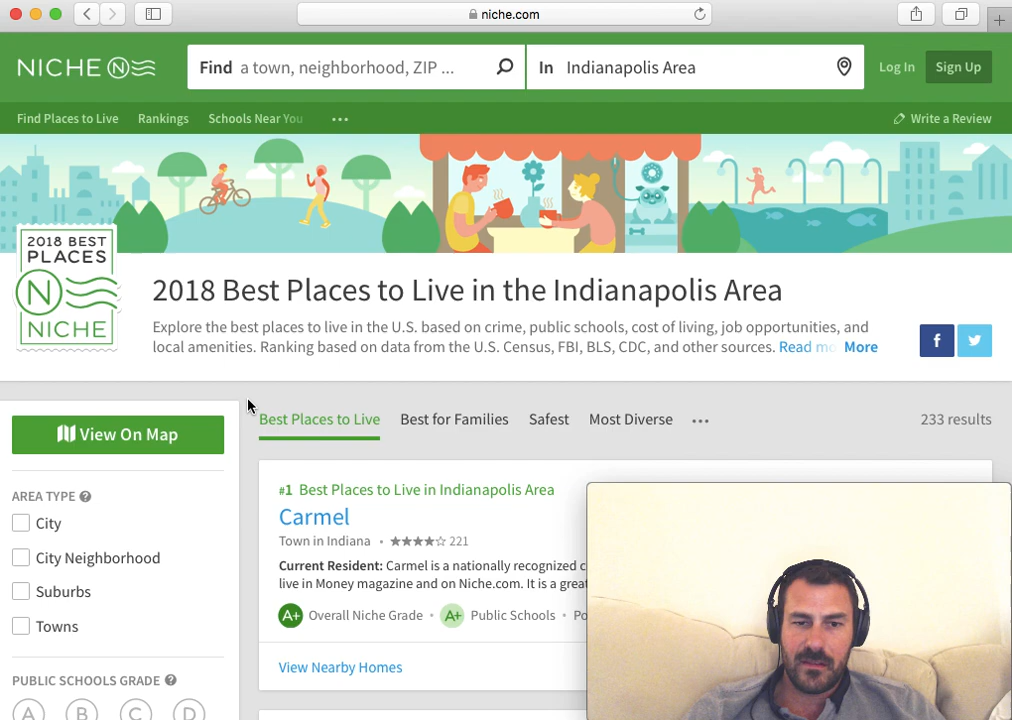 niche.com
NICHE N
Find a town, neighborhood, ZIP ...
In Indianapolis Area
Log In
Sign Up
Find Places to Live
Rankings
Schools Near You
...
Write a Review
2018 BEST
PLACES
N
NICHE
2018 Best Places to Live in the Indianapolis Area
Explore the best places to live in the U.S. based on crime, public schools, cost of living, job opportunities, and
local amenities. Ranking based on data from the U.S. Census, FBI, BLS, CDC, and other sources. Read mo More
f
View On Map
Best Places to Live
Best for Families
Safest
Most Diverse
...
233 results
AREA TYPE ?
City
City Neighborhood
Suburbs
Towns
PUBLIC SCHOOLS GRADE ?
A B C D
#1 Best Places to Live in Indianapolis Area
Carmel
Town in Indiana • ★★★★☆ 221
Current Resident: Carmel is a nationally recognized c
live in Money magazine and on Niche.com. It is a great
A+ Overall Niche Grade • A+ Public Schools • Po
View Nearby Homes